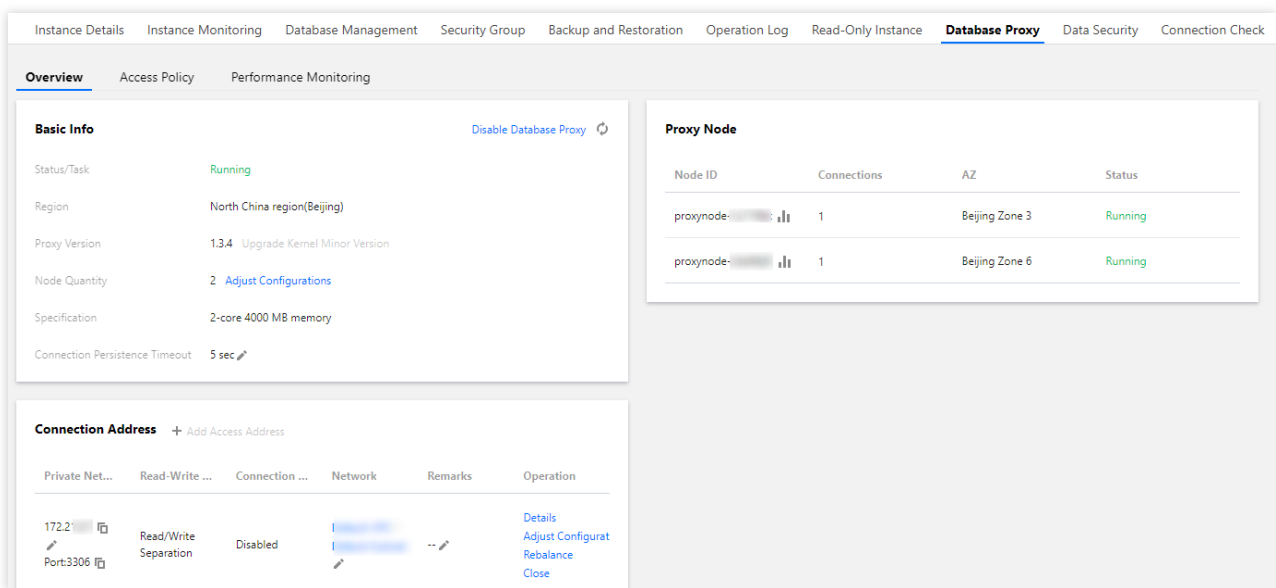 Instance Details Instance Monitoring Database Management Security Group Backup and Restoration Operation Log Read-Only Instance Database Proxy Data Security Connection Check
Overview Access Policy Performance Monitoring
Basic Info Disable Database Proxy
Status/Task Running
Region North China region(Beijing)
Proxy Version 1.3.4 Upgrade Kernel Minor Version
Node Quantity 2 Adjust Configurations
Specification 2-core 4000 MB memory
Connection Persistence Timeout 5 sec
Proxy Node
Node ID Connections AZ Status
proxynode- 1 Beijing Zone 3 Running
proxynode- 1 Beijing Zone 6 Running
Connection Address + Add Access Address
Private Net... Read-Write ... Connection ... Network Remarks Operation
172.2
Port:3306
Read/Write
Separation
Disabled
--
Details
Adjust Configurat
Rebalance
Close